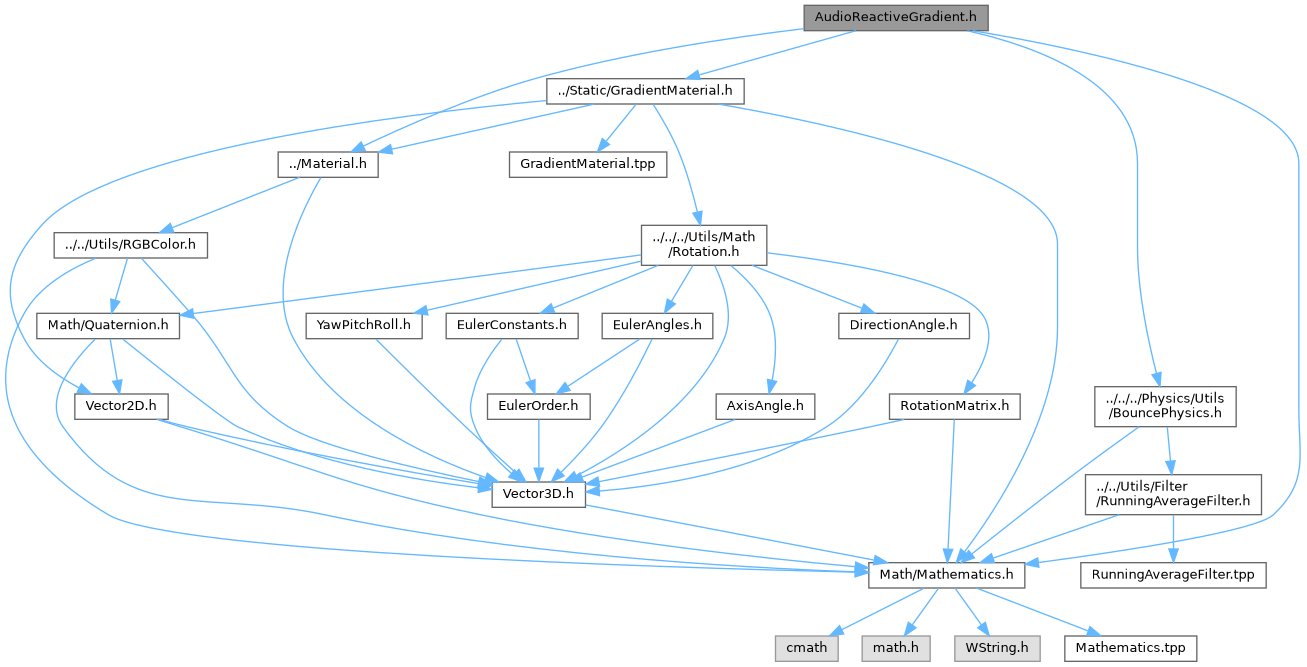 AudioReactiveGradient.h
../Static/GradientMaterial.h
../Material.h
GradientMaterial.tpp
../../Utils/RGBColor.h
../../../Utils/Math
/Rotation.h
Math/Quaternion.h
YawPitchRoll.h
EulerConstants.h
EulerAngles.h
DirectionAngle.h
Vector2D.h
EulerOrder.h
AxisAngle.h
RotationMatrix.h
../../../Physics/Utils
/BouncePhysics.h
Vector3D.h
../../Utils/Filter
/RunningAverageFilter.h
Math/Mathematics.h
RunningAverageFilter.tpp
cmath
math.h
WString.h
Mathematics.tpp